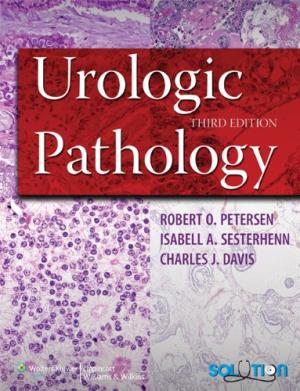 Urologic
THIRD EDITION
Pathology
ROBERT O. PETERSEN
ISABELL A. SESTERHENN
CHARLES J. DAVIS
Wolters Kluwer | Lippincott
Williams & Wilkins
SOLUTION